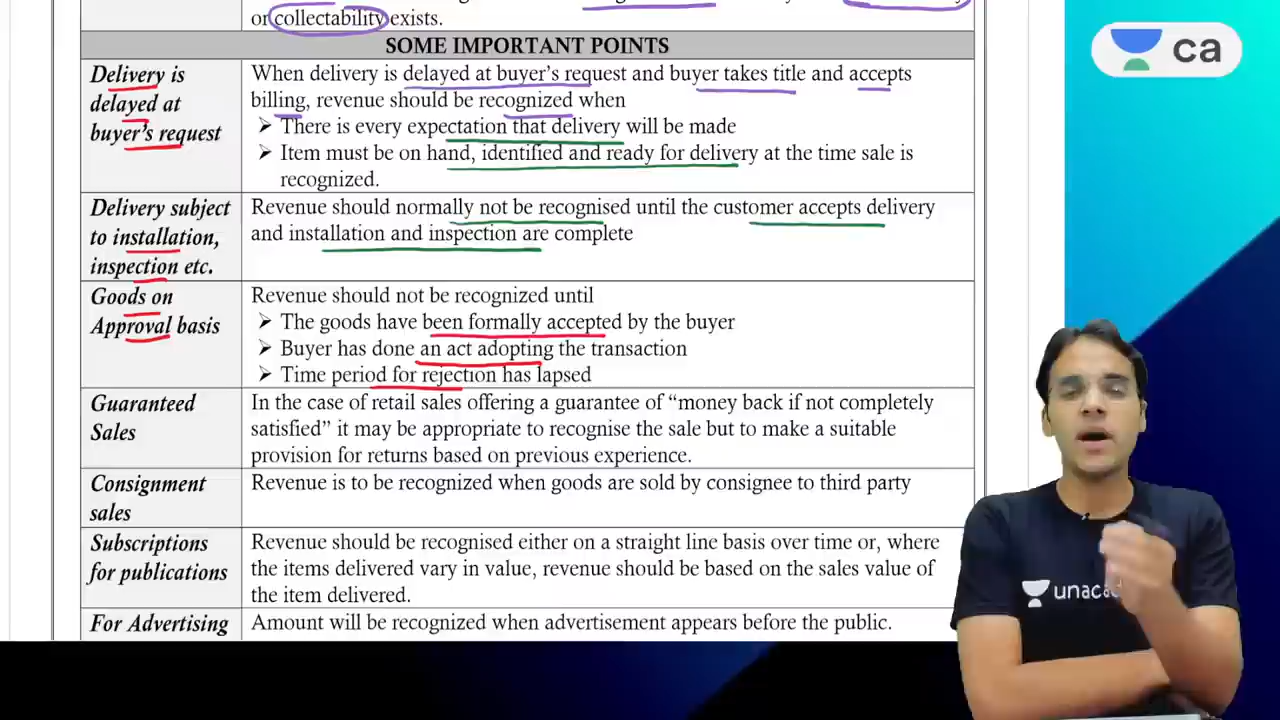 or collectability exists.
SOME IMPORTANT POINTS
Delivery is
delayed at
buyer's request
When delivery is delayed at buyer's request and buyer takes title and accepts
billing, revenue should be recognized when
➢ There is every expectation that delivery will be made
➢ Item must be on hand, identified and ready for delivery at the time sale is
recognized.
Delivery subject
to installation,
inspection etc.
Revenue should normally not be recognised until the customer accepts delivery
and installation and inspection are complete
Goods on
Approval basis
Revenue should not be recognized until
➢ The goods have been formally accepted by the buyer
➢ Buyer has done an act adopting the transaction
➢ Time period for rejection has lapsed
Guaranteed
Sales
In the case of retail sales offering a guarantee of “money back if not completely
satisfied” it may be appropriate to recognise the sale but to make a suitable
provision for returns based on previous experience.
Consignment
sales
Revenue is to be recognized when goods are sold by consignee to third party
Subscriptions
for publications
Revenue should be recognised either on a straight line basis over time or, where
the items delivered vary in value, revenue should be based on the sales value of
the item delivered.
For Advertising
Amount will be recognized when advertisement appears before the public.
ca